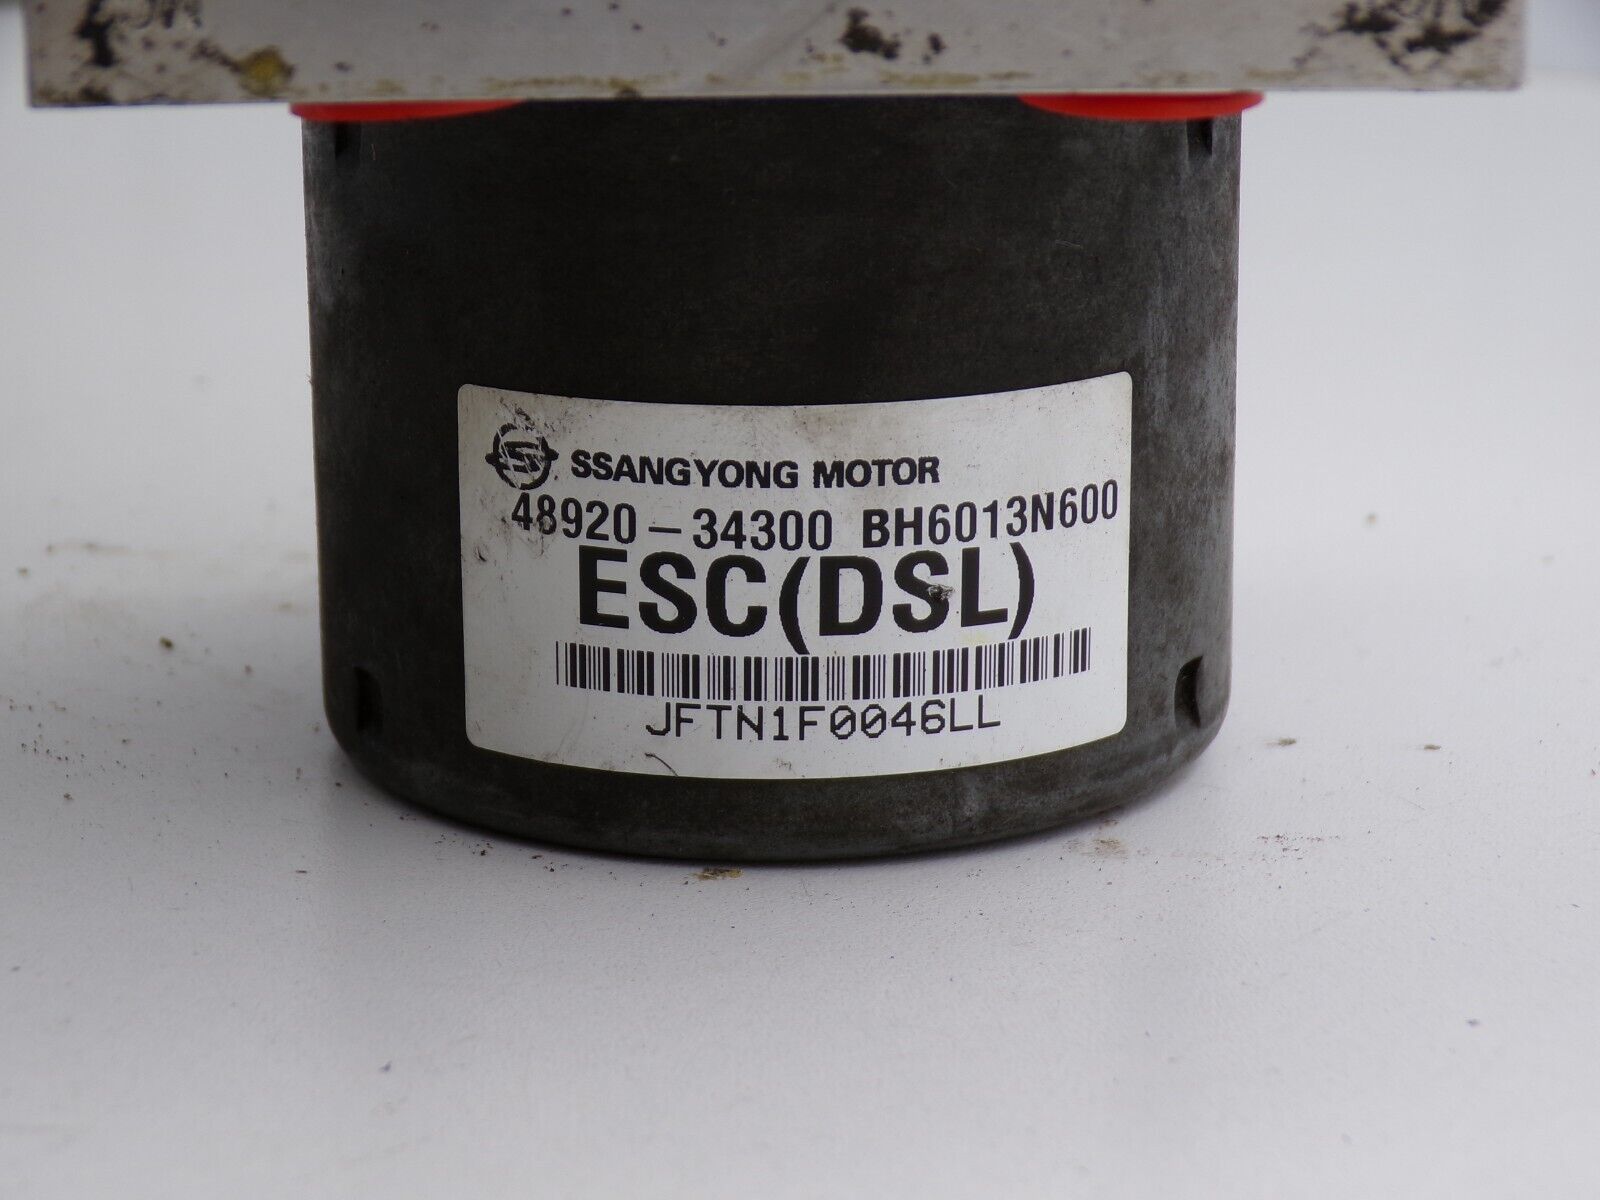 SSANGYONG MOTOR
48920-34300 BH6013N600
ESC(DSL)
JFTN1F0046LL